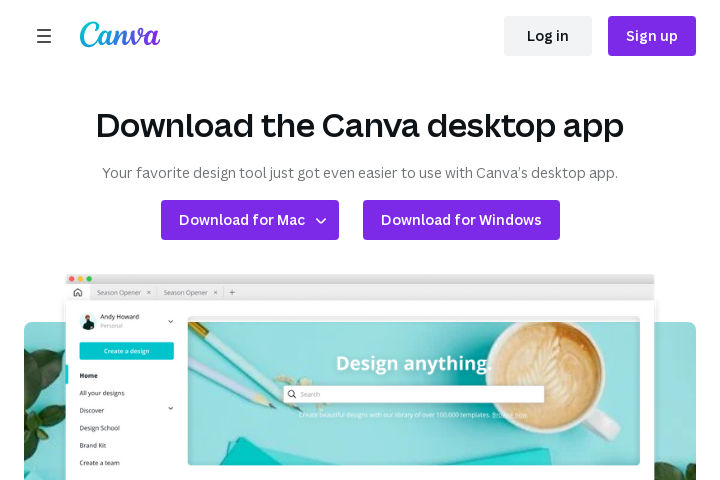 Canva
Log in
Sign up
Download the Canva desktop app
Your favorite design tool just got even easier to use with Canva's desktop app.
Download for Mac
Download for Windows
Season Opener
Season Opener
Andy Howard
Personal
Create a design
Home
All your designs
Discover
Design School
Brand Kit
Create a team
Design anything.
Search
Create beautiful designs with our library of over 100,000 templates. Browse now.